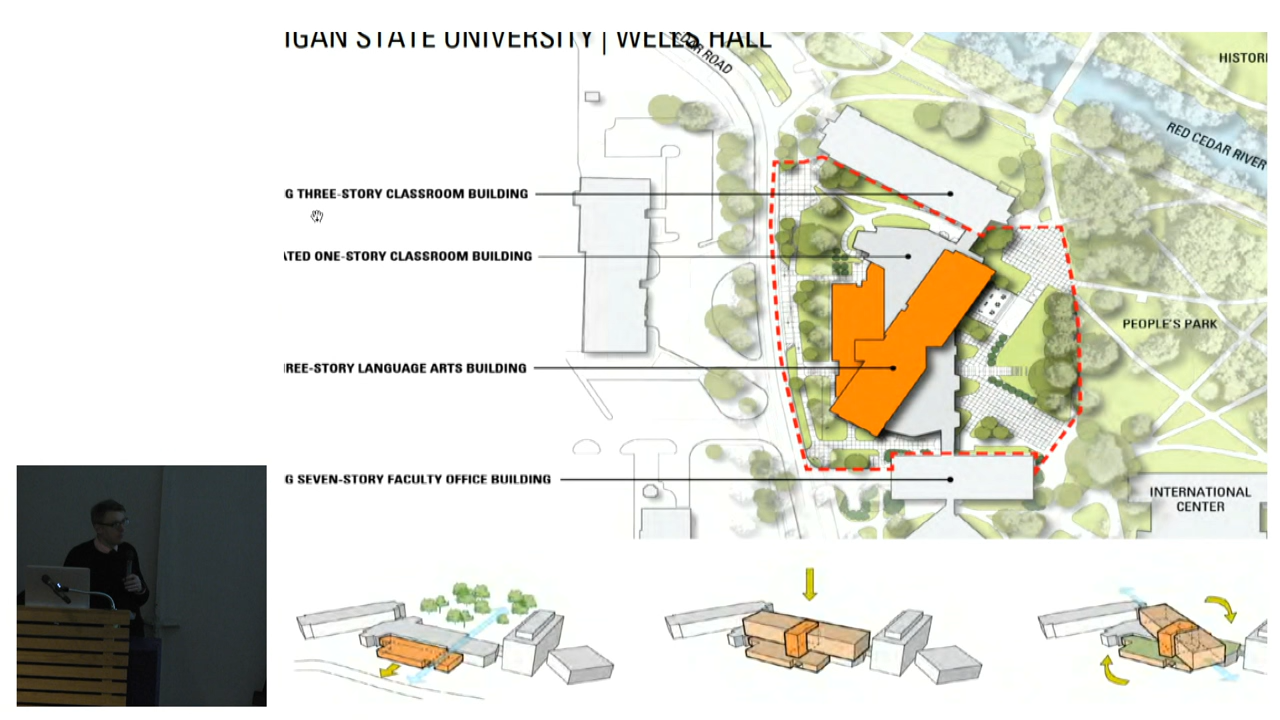 IGAN STATE UNIVERSITY | WELLS HALL
CEDAR ROAD
HISTORI
RED CEDAR RIVER
G THREE-STORY CLASSROOM BUILDING
ATED ONE-STORY CLASSROOM BUILDING
PEOPLE'S PARK
REE-STORY LANGUAGE ARTS BUILDING
G SEVEN-STORY FACULTY OFFICE BUILDING
INTERNATIONAL
CENTER